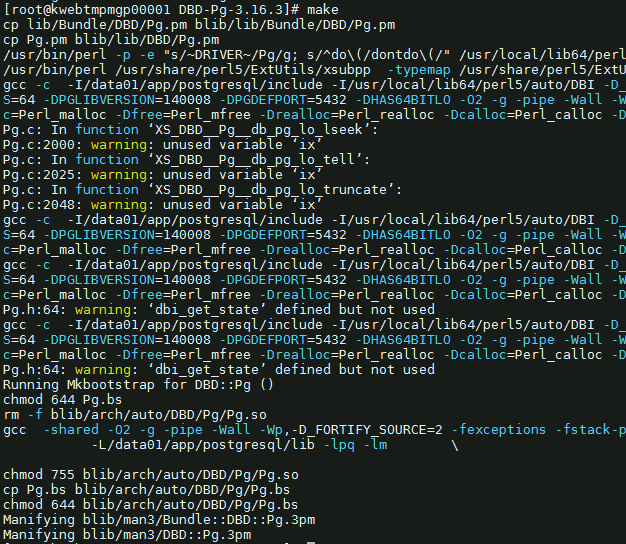 [root@kwebtmpmgp00001 DBD-Pg-3.16.3]# make
cp lib/Bundle/DBD/Pg.pm blib/lib/Bundle/DBD/Pg.pm
cp Pg.pm blib/lib/DBD/Pg.pm
/usr/bin/perl -p -e "s/~DRIVER~/Pg/g; s/^do\(/dontdo\(/" /usr/local/lib64/perl
/usr/bin/perl /usr/share/perl5/ExtUtils/xsubpp  -typemap /usr/share/perl5/ExtU
gcc -c  -I/data01/app/postgresql/include -I/usr/local/lib64/perl5/auto/DBI -D_
S=64 -DPGLIBVERSION=140008 -DPGDEFPORT=5432 -DHAS64BITLO -O2 -g -pipe -Wall -W
c=Perl_malloc -Dfree=Perl_mfree -Drealloc=Perl_realloc -Dcalloc=Perl_calloc -D
Pg.c: In function ‘XS_DBD__Pg__db_pg_lo_lseek’:
Pg.c:2000: warning: unused variable ‘ix’
Pg.c: In function ‘XS_DBD__Pg__db_pg_lo_tell’:
Pg.c:2025: warning: unused variable ‘ix’
Pg.c: In function ‘XS_DBD__Pg__db_pg_lo_truncate’:
Pg.c:2048: warning: unused variable ‘ix’
gcc -c  -I/data01/app/postgresql/include -I/usr/local/lib64/perl5/auto/DBI -D_
S=64 -DPGLIBVERSION=140008 -DPGDEFPORT=5432 -DHAS64BITLO -O2 -g -pipe -Wall -W
c=Perl_malloc -Dfree=Perl_mfree -Drealloc=Perl_realloc -Dcalloc=Perl_calloc -D
gcc -c  -I/data01/app/postgresql/include -I/usr/local/lib64/perl5/auto/DBI -D_
S=64 -DPGLIBVERSION=140008 -DPGDEFPORT=5432 -DHAS64BITLO -O2 -g -pipe -Wall -W
c=Perl_malloc -Dfree=Perl_mfree -Drealloc=Perl_realloc -Dcalloc=Perl_calloc -D
Pg.h:64: warning: ‘dbi_get_state’ defined but not used
gcc -c  -I/data01/app/postgresql/include -I/usr/local/lib64/perl5/auto/DBI -D_
S=64 -DPGLIBVERSION=140008 -DPGDEFPORT=5432 -DHAS64BITLO -O2 -g -pipe -Wall -W
c=Perl_malloc -Dfree=Perl_mfree -Drealloc=Perl_realloc -Dcalloc=Perl_calloc -D
Pg.h:64: warning: ‘dbi_get_state’ defined but not used
Running Mkbootstrap for DBD::Pg ()
chmod 644 Pg.bs
rm -f blib/arch/auto/DBD/Pg/Pg.so
gcc  -shared -O2 -g -pipe -Wall -Wp,-D_FORTIFY_SOURCE=2 -fexceptions -fstack-p
-L/data01/app/postgresql/lib -lpq -lm       \
chmod 755 blib/arch/auto/DBD/Pg/Pg.so
cp Pg.bs blib/arch/auto/DBD/Pg/Pg.bs
chmod 644 blib/arch/auto/DBD/Pg/Pg.bs
Manifying blib/man3/Bundle::DBD::Pg.3pm
Manifying blib/man3/DBD::Pg.3pm